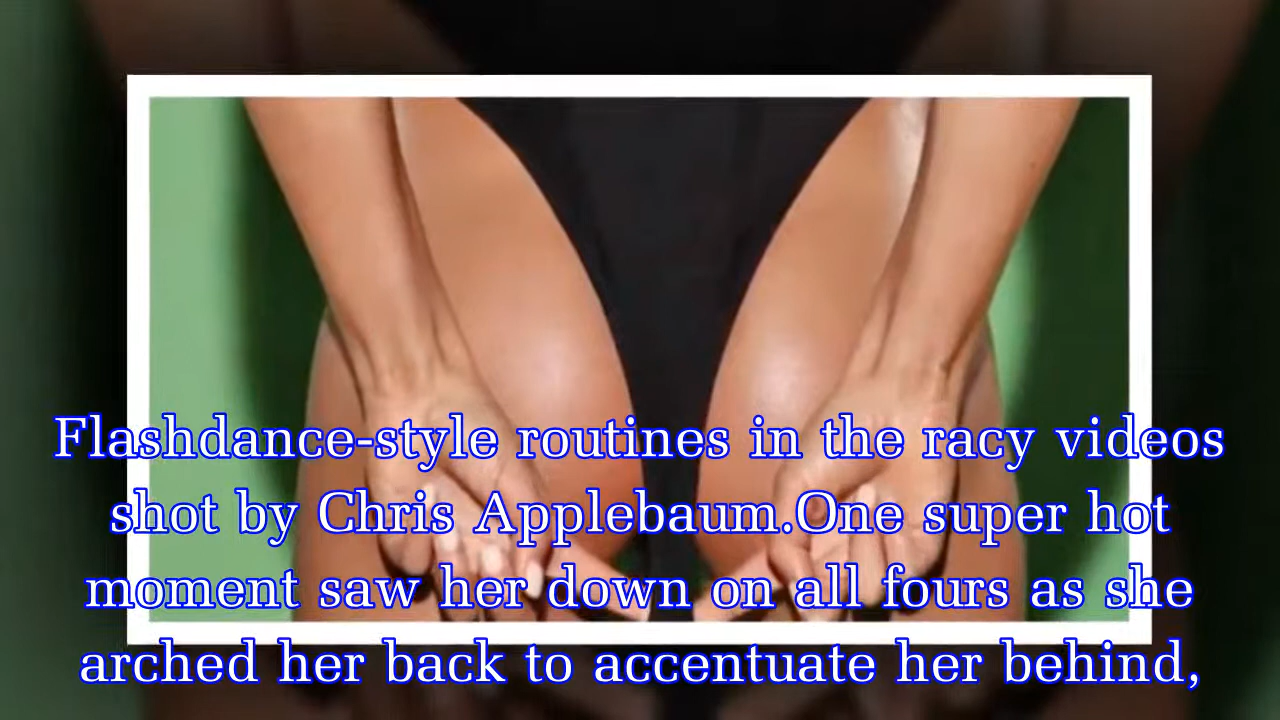 Flashdance-style routines in the racy videos
shot by Chris Applebaum.One super hot
moment saw her down on all fours as she
arched her back to accentuate her behind,